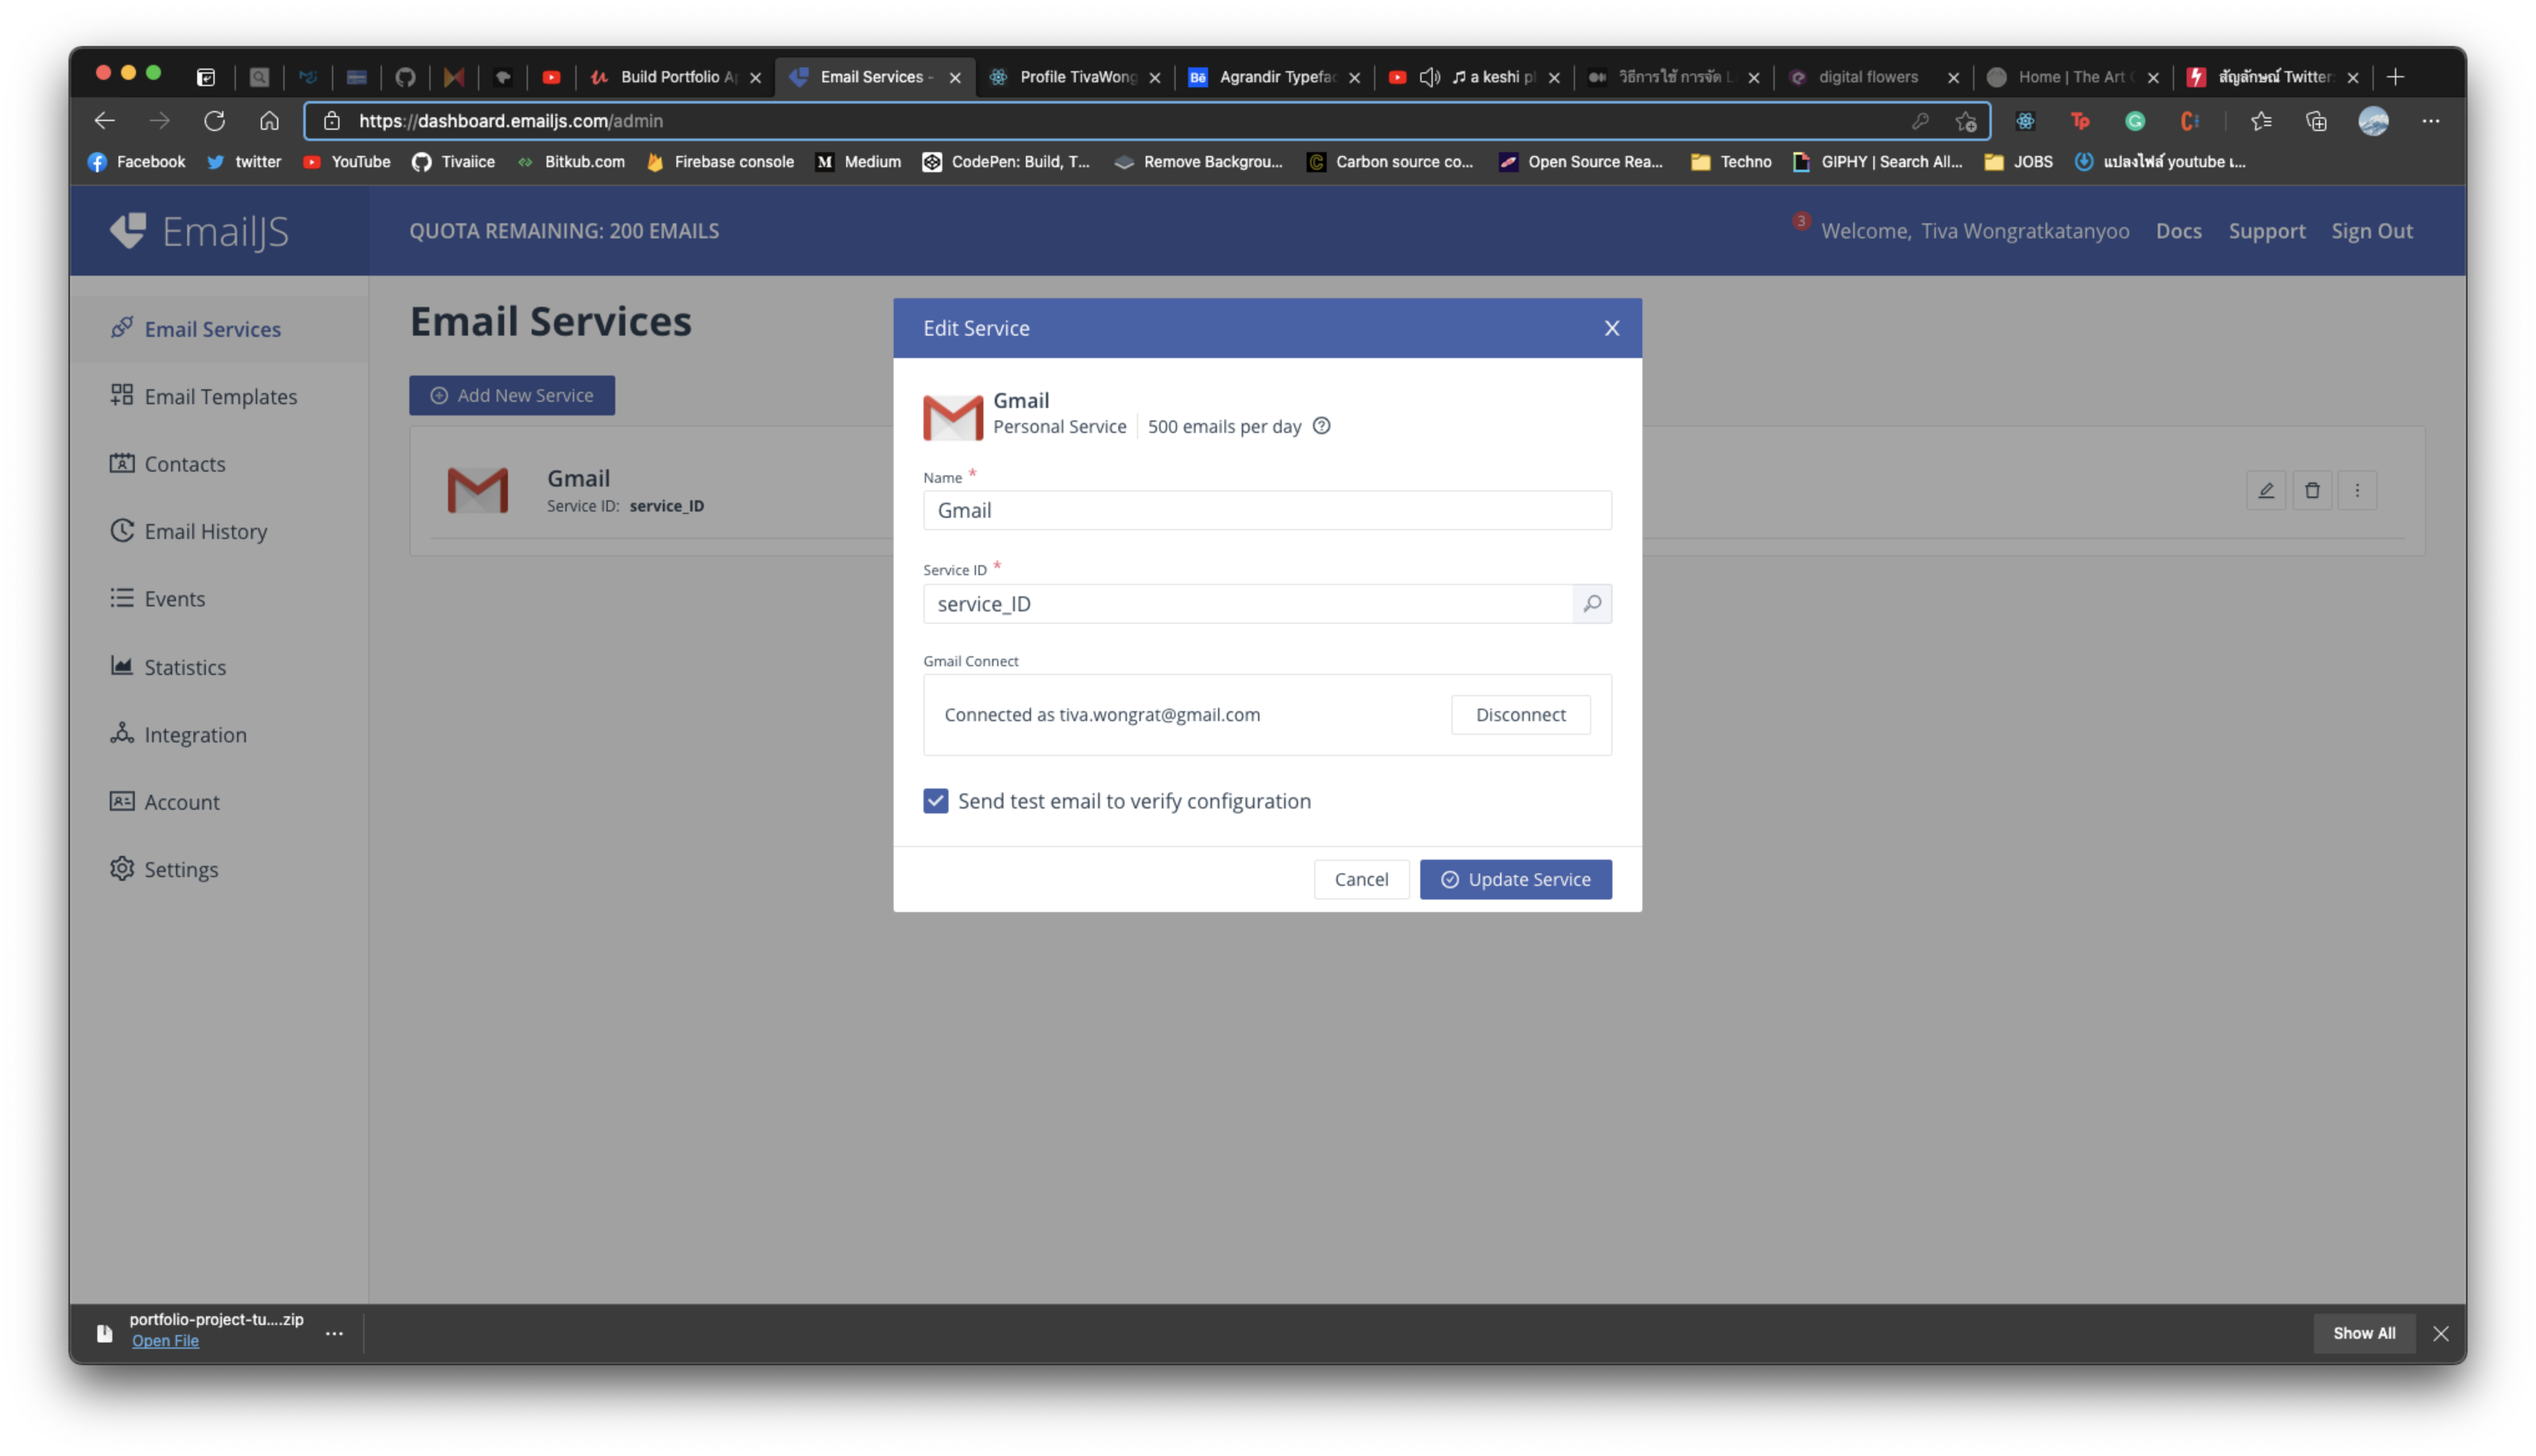 Build Portfolio A
Email Services -
Profile TivaWong
Bē Agrandir Typefac
a keshi p
วิธีการใช้ การจัด L
digital flowers
Home | The Art
สัญลักษณ์ Twitter
https://dashboard.emailjs.com/admin
Facebook
twitter
YouTube
Tivaiice
Bitkub.com
Firebase console
Medium
CodePen: Build, T...
Remove Backgrou...
Carbon source co...
Open Source Rea...
Techno
GIPHY | Search All...
JOBS
แปลงไฟล์ youtube เ...
EmailJS
QUOTA REMAINING: 200 EMAILS
3
Welcome, Tiva Wongratkatanyoo
Docs
Support
Sign Out
Email Services
Email Templates
Contacts
Email History
Events
Statistics
Integration
Account
Settings
Email Services
Add New Service
Gmail
Service ID: service_ID
Edit Service
X
Gmail
Personal Service | 500 emails per day
Name *
Gmail
Service ID *
service_ID
Gmail Connect
Connected as tiva.wongrat@gmail.com
Disconnect
Send test email to verify configuration
Cancel
Update Service
portfolio-project-tu....zip
Open File
Show All